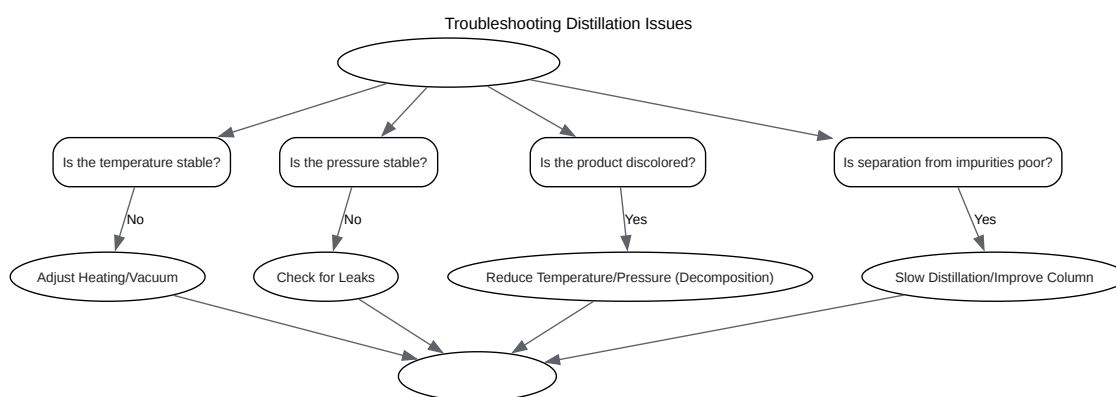 Troubleshooting Distillation Issues
Is the temperature stable?
Is the pressure stable?
Is the product discolored?
Is separation from impurities poor?
No
No
Yes
Yes
Adjust Heating/Vacuum
Check for Leaks
Reduce Temperature/Pressure (Decomposition)
Slow Distillation/Improve Column